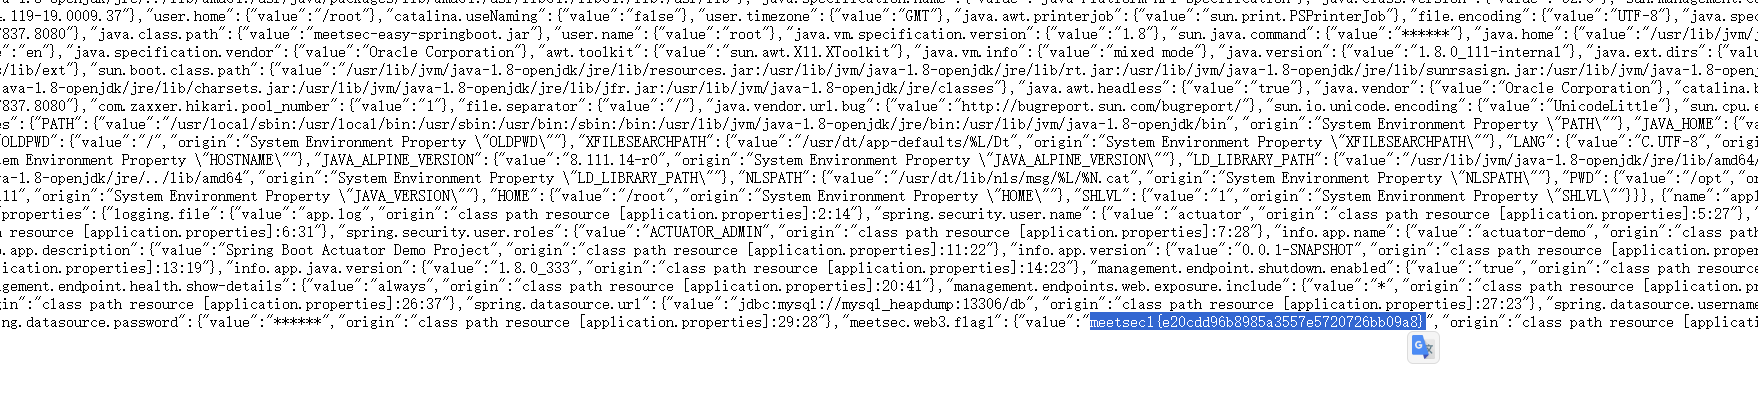 .119-19.0009.37"},"user.home":{"value":"/root"},"catalina.useNaming":{"value":"false"},"user.timezone":{"value":"GMT"},"java.awt.printerjob":{"value":"sun.print.PSPrinterJob"},"file.encoding":{"value":"UTF-8"},"java.spec
837.8080"},"java.class.path":{"value":"meetsec-easy-springboot.jar"},"user.name":{"value":"root"},"java.vm.specification.version":{"value":"1.8"},"sun.java.command":{"value":"******"},"java.home":{"value":"/usr/lib/jvm/j
:"en"},"java.specification.vendor":{"value":"Oracle Corporation"},"awt.toolkit":{"value":"sun.awt.X11.XToolkit"},"java.vm.info":{"value":"mixed mode"},"java.version":{"value":"1.8.0_111-internal"},"java.ext.dirs":{"value":
s/lib/ext"},"sun.boot.class.path":{"value":"/usr/lib/jvm/java-1.8-openjdk/jre/lib/resources.jar:/usr/lib/jvm/java-1.8-openjdk/jre/lib/rt.jar:/usr/lib/jvm/java-1.8-openjdk/jre/lib/sunrsasign.jar:/usr/lib/jvm/java-1.8-openj
ava-1.8-openjdk/jre/lib/charsets.jar:/usr/lib/jvm/java-1.8-openjdk/jre/lib/jfr.jar:/usr/lib/jvm/java-1.8-openjdk/jre/classes"},"java.awt.headless":{"value":"true"},"java.vendor":{"value":"Oracle Corporation"},"catalina.b
837.8080"},"com.zaxxer.hikari.pool_number":{"value":"1"},"file.separator":{"value":"/"},"java.vendor.url.bug":{"value":"http://bugreport.sun.com/bugreport/"},"sun.io.unicode.encoding":{"value":"UnicodeLittle"},"sun.cpu.e
es":{"PATH":{"value":"/usr/local/sbin:/usr/local/bin:/usr/sbin:/usr/bin:/sbin:/bin:/usr/lib/jvm/java-1.8-openjdk/jre/bin:/usr/lib/jvm/java-1.8-openjdk/bin","origin":"System Environment Property \"PATH\""},"JAVA_HOME":{"va
OLDPWD":{"value":"/","origin":"System Environment Property \"OLDPWD\""},"XFILESEARCHPATH":{"value":"/usr/dt/app-defaults/%L/Dt","origin":"System Environment Property \"XFILESEARCHPATH\""},"LANG":{"value":"C.UTF-8","origin
stem Environment Property \"HOSTNAME\""},"JAVA_ALPINE_VERSION":{"value":"8.111.14-r0","origin":"System Environment Property \"JAVA_ALPINE_VERSION\""},"LD_LIBRARY_PATH":{"value":"/usr/lib/jvm/java-1.8-openjdk/jre/lib/amd64/
a-1.8-openjdk/jre/../lib/amd64","origin":"System Environment Property \"LD_LIBRARY_PATH\""},"NLSPATH":{"value":"/usr/dt/lib/nls/msg/%L/%N.cat","origin":"System Environment Property \"NLSPATH\""},"PWD":{"value":"/opt","or
11","origin":"System Environment Property \"JAVA_VERSION\""},"HOME":{"value":"/root","origin":"System Environment Property \"HOME\""},"SHLVL":{"value":"1","origin":"System Environment Property \"SHLVL\""}}},{"name":"appl
properties":{"logging.file":{"value":"app.log","origin":"class path resource [application.properties]:2:14"},"spring.security.user.name":{"value":"actuator","origin":"class path resource [application.properties]:5:27"},"
h resource [application.properties]:6:31"},"spring.security.user.roles":{"value":"ACTUATOR_ADMIN","origin":"class path resource [application.properties]:7:28"},"info.app.name":{"value":"actuator-demo","origin":"class path
o.app.description":{"value":"Spring Boot Actuator Demo Project","origin":"class path resource [application.properties]:11:22"},"info.app.version":{"value":"0.0.1-SNAPSHOT","origin":"class path resource [application.propert
plication.properties]:13:19"},"info.app.java.version":{"value":"1.8.0_333","origin":"class path resource [application.properties]:14:23"},"management.endpoint.shutdown.enabled":{"value":"true","origin":"class path resource
gement.endpoint.health.show-details":{"value":"always","origin":"class path resource [application.properties]:20:41"},"management.endpoints.web.exposure.include":{"value":"*","origin":"class path resource [application.prop
gin":"class path resource [application.properties]:26:37"},"spring.datasource.url":{"value":"jdbc:mysql://mysql_heapdump:13306/db","origin":"class path resource [application.properties]:27:23"},"spring.datasource.username
ng.datasource.password":{"value":"******","origin":"class path resource [application.properties]:29:28"},"meetsec.web3.flag1":{"value":"meetsec1{e20cdd96b8985a3557e5720726bb09a8}","origin":"class path resource [applicati